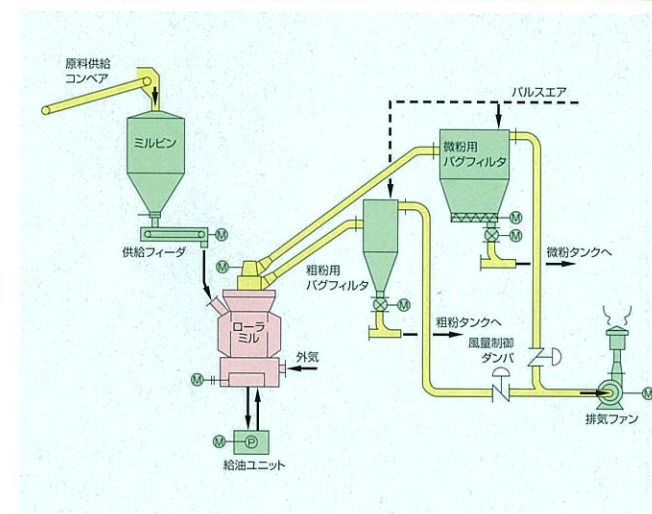 原料供給
コンベア
ミルビン
供給フィーダ
M
パルスエア
微粉用
バグフィルタ
M
M
微粉タンクへ
粗粉用
バグフィルタ
M
粗粉タンクへ
M
ローラ
ミル
外気
M
M
P
給油ユニット
風量制御
ダンパ
M
排気ファン